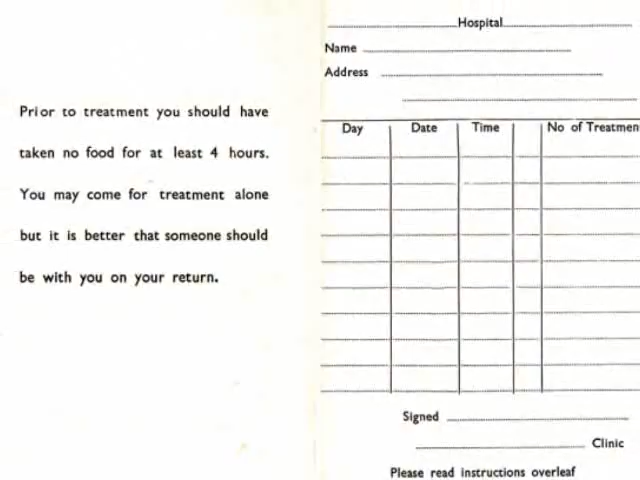 Prior to treatment you should have
taken no food for at least 4 hours.
You may come for treatment alone
but it is better that someone should
be with you on your return.
Hospital
Name
Address
Day Date Time No of Treatmen
Signed
Clinic
Please read instructions overleaf